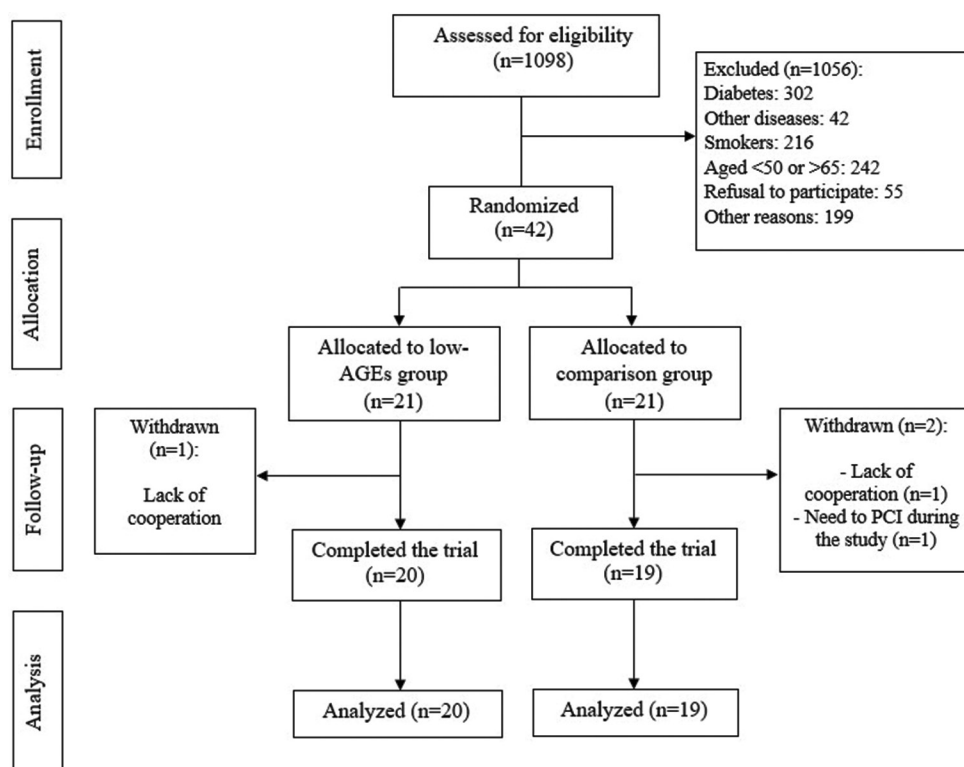 Enrollment
Assessed for eligibility
(n=1098)
Excluded (n=1056):
Diabetes: 302
Other diseases: 42
Smokers: 216
Aged <50 or >65: 242
Refusal to participate: 55
Other reasons: 199
Randomized
(n=42)
Allocation
Allocated to low-
AGEs group
(n=21)
Allocated to
comparison group
(n=21)
Follow-up
Withdrawn
(n=1):
Lack of
cooperation
Withdrawn (n=2):
- Lack of
cooperation (n=1)
- Need to PCI during
the study (n=1)
Completed the trial
(n=20)
Completed the trial
(n=19)
Analysis
Analyzed (n=20)
Analyzed (n=19)